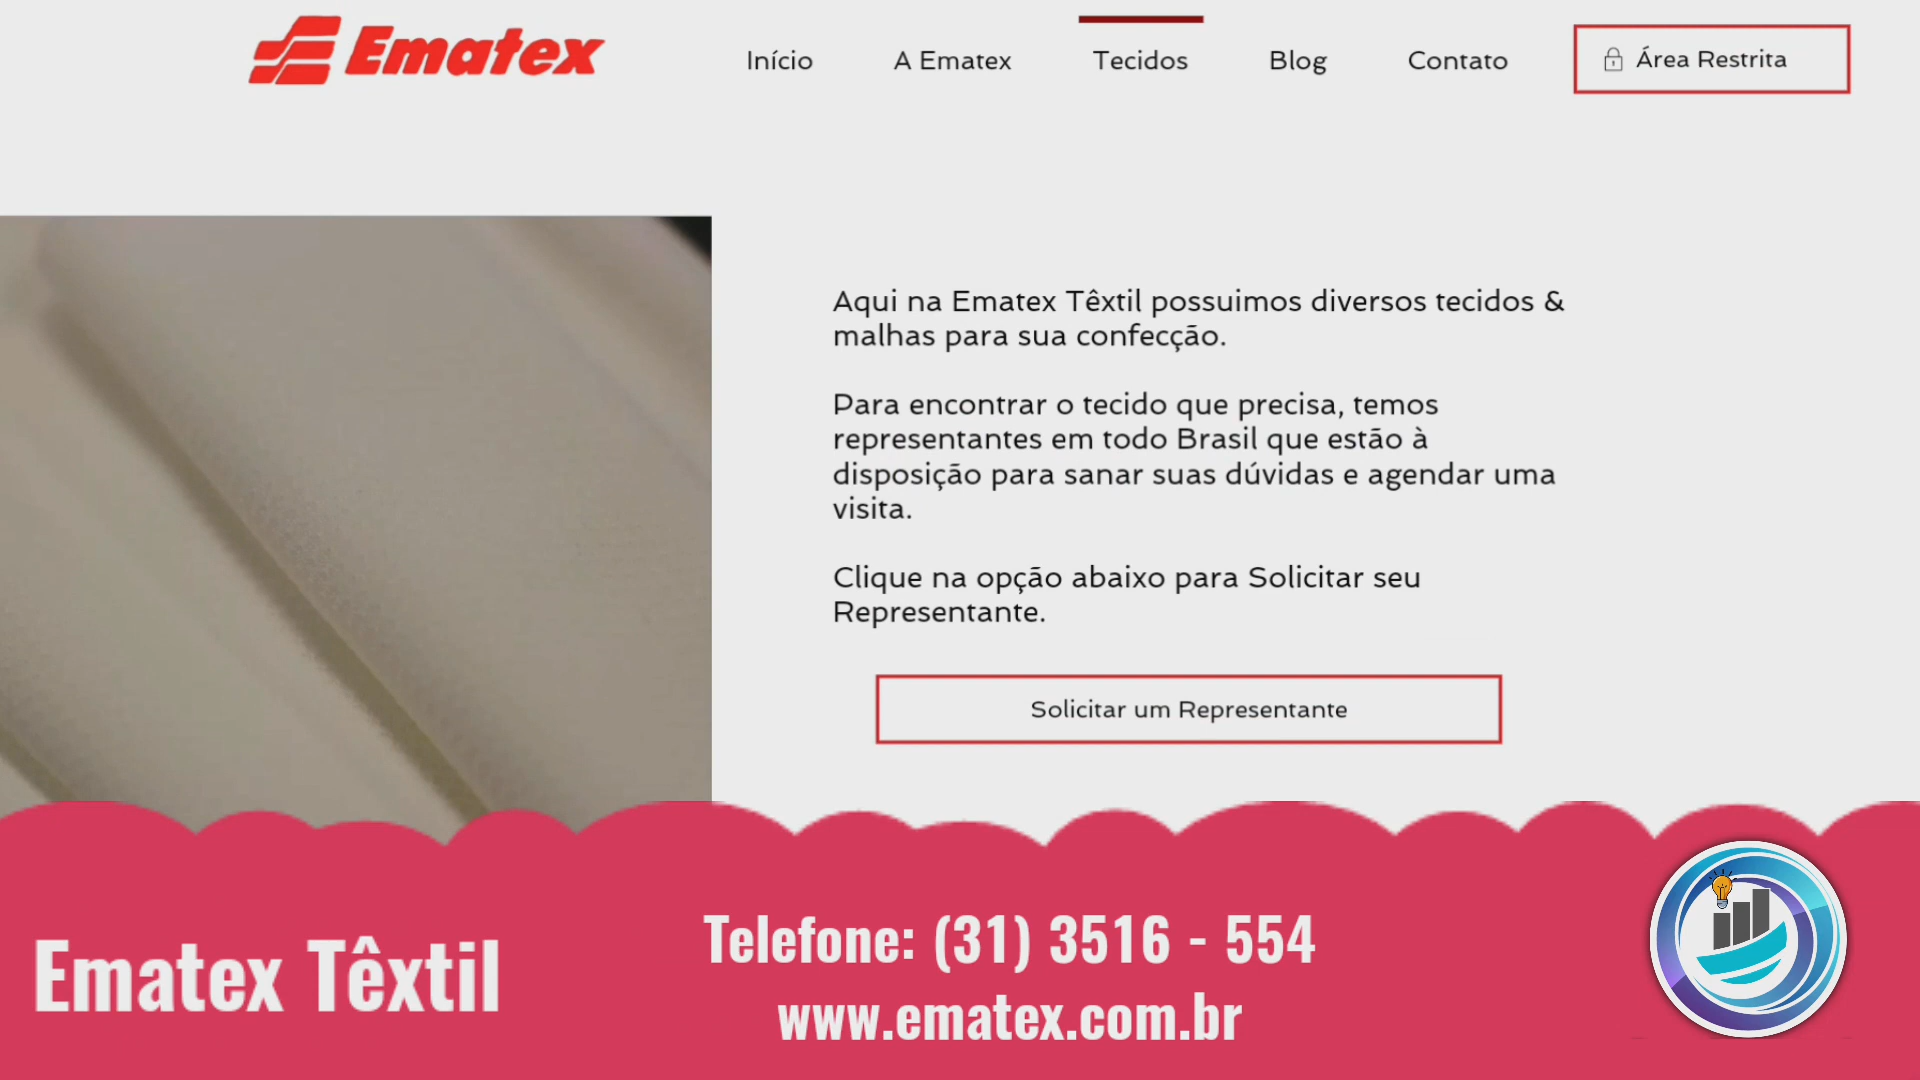 Ematex
Início
A Ematex
Tecidos
Blog
Contato
Área Restrita
Aqui na Ematex Têxtil possuimos diversos tecidos &
malhas para sua confecção.
Para encontrar o tecido que precisa, temos
representantes em todo Brasil que estão à
disposição para sanar suas dúvidas e agendar uma
visita.
Clique na opção abaixo para Solicitar seu
Representante.
Solicitar um Representante
Ematex Têxtil
Telefone: (31) 3516 - 554
www.ematex.com.br